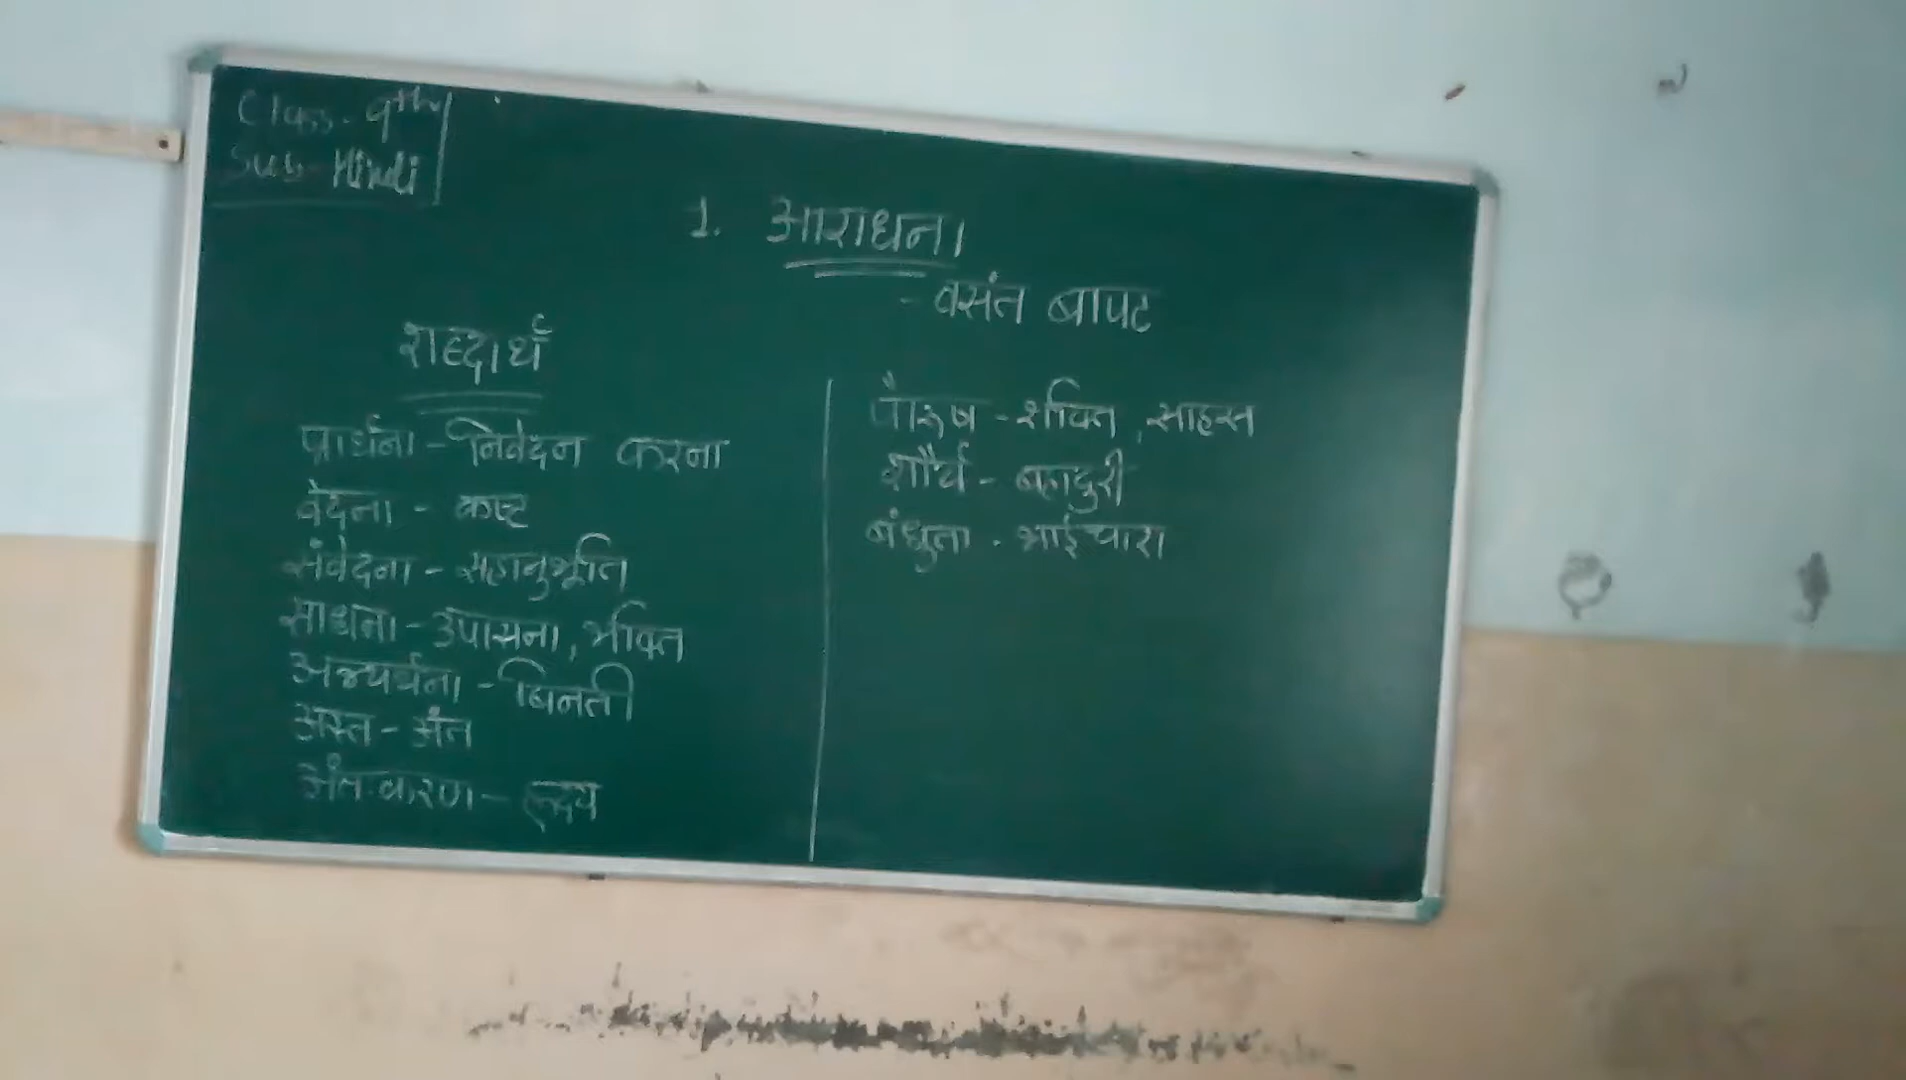 Class - 9th
Sub - Hindi
1. आराधना
- वसंत बापट
शब्दार्थ
प्रार्थना - निवेदन करना
वेदना - कष्ट
संवेदना - सहानुभूति
साधना - उपासना, भक्ति
अभ्यर्थना - बिनती
अस्त - अंत
अंतःकरण - हृदय
पौरुष - शक्ति, साहस
शौर्य - बहादुरी
बंधुता - भाईचारा